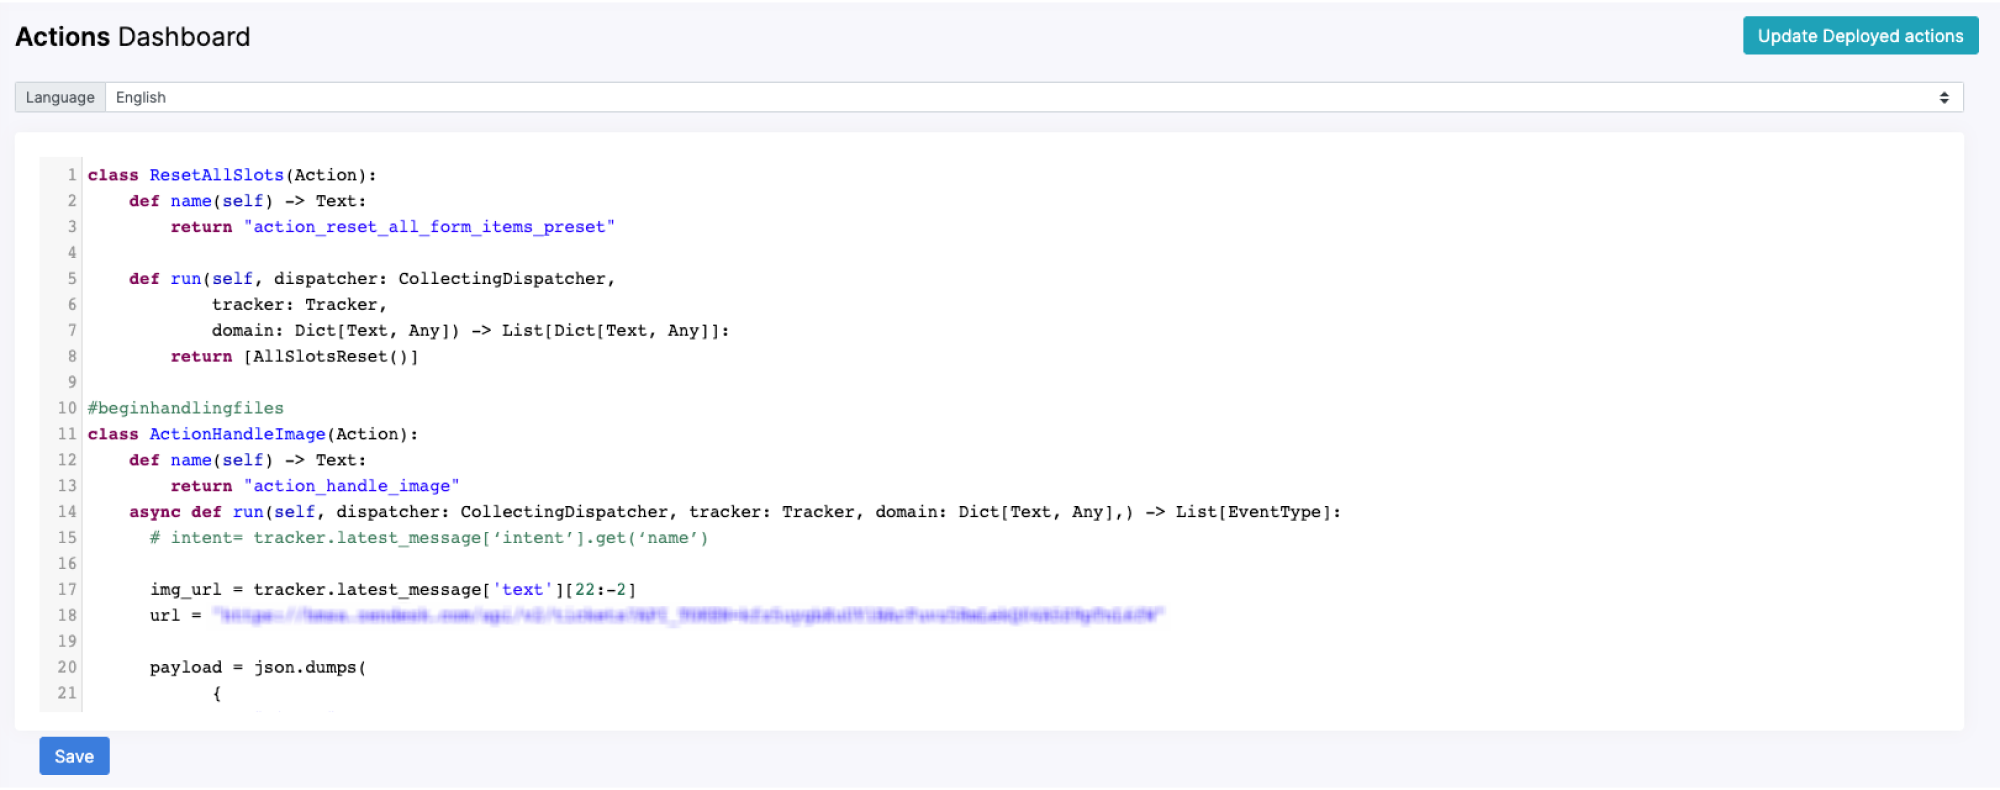 Actions Dashboard
Update Deployed actions
Language English
1 class ResetAllSlots(Action):
2     def name(self) -> Text:
3         return "action_reset_all_form_items_preset"
4
5     def run(self, dispatcher: CollectingDispatcher,
6             tracker: Tracker,
7             domain: Dict[Text, Any]) -> List[Dict[Text, Any]]:
8         return [AllSlotsReset()]
9
10 #beginhandlingfiles
11 class ActionHandleImage(Action):
12     def name(self) -> Text:
13         return "action_handle_image"
14     async def run(self, dispatcher: CollectingDispatcher, tracker: Tracker, domain: Dict[Text, Any],) -> List[EventType]:
15       # intent= tracker.latest_message[‘intent’].get(‘name’)
16
17       img_url = tracker.latest_message['text'][22:-2]
18       url =
19
20       payload = json.dumps(
21             {
Save